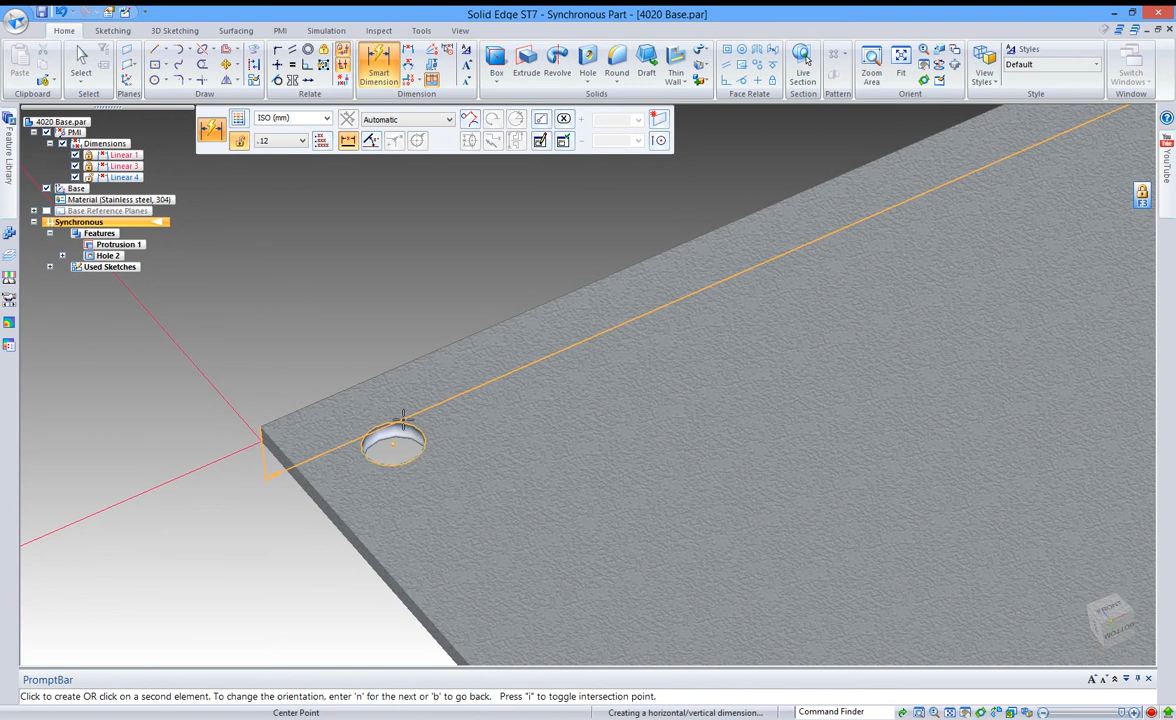 Solid Edge ST7 - Synchronous Part - [4020 Base.par]
Home Sketching 3D Sketching Surfacing PMI Simulation Inspect Tools View
Paste
Clipboard
Select
Select
Planes
Draw
Relate
Smart Dimension
Dimension
Box Extrude Revolve Hole Round Draft Thin Wall
Solids
Face Relate
Live Section
Section
Pattern
Zoom Area
Fit
Orient
View Styles
Styles
Default
Style
Switch Windows
Window
ISO (mm)
Automatic
.12
Feature Library
4020 Base.par
PMI
Dimensions
Linear 1
Linear 3
Linear 4
Base
Material (Stainless steel, 304)
Base Reference Planes
Synchronous
Features
Protrusion 1
Hole 2
Used Sketches
YouTube
F3
BOTTOM
PromptBar
Click to create OR click on a second element. To change the orientation, enter 'n' for the next or 'b' to go back. Press "i" to toggle intersection point.
Center Point
Creating a horizontal/vertical dimension...
Command Finder